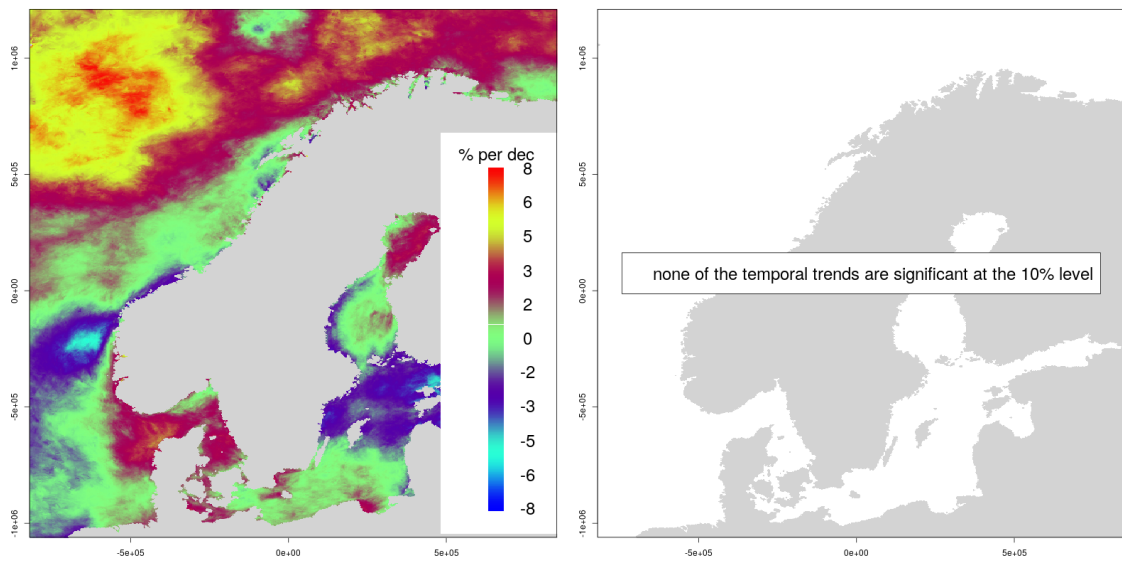 % per dec
8
6
5
3
2
0
-2
-3
-5
-6
-8
1e+06
5e+05
0e+00
-5e+05
-1e+06
-5e+05
0e+00
5e+05
none of the temporal trends are significant at the 10% level
1e+06
5e+05
0e+00
-5e+05
-1e+06
-5e+05
0e+00
5e+05